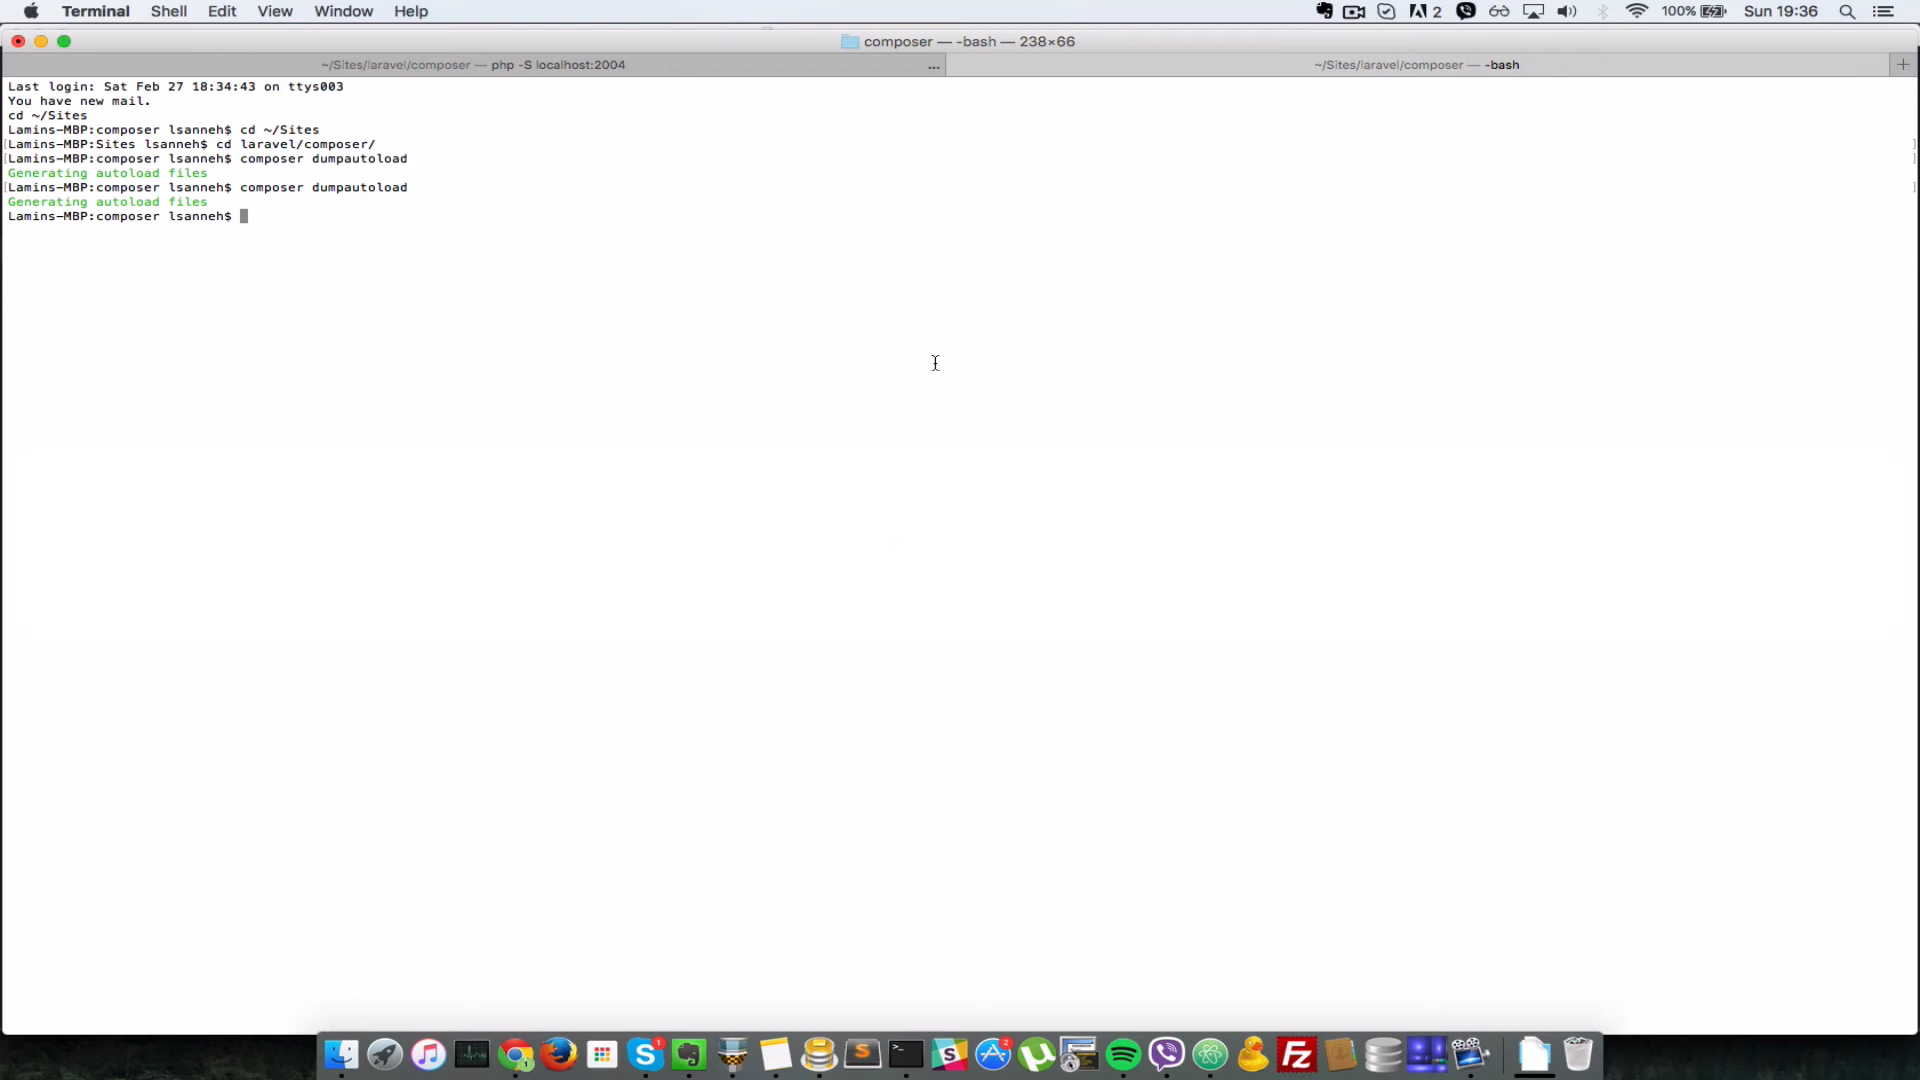 Terminal Shell Edit View Window Help 2 100% Sun 19:36
composer — -bash — 238×66
~/Sites/laravel/composer — php -S localhost:2004 ... ~/Sites/laravel/composer — -bash +
Last login: Sat Feb 27 18:34:43 on ttys003
You have new mail.
cd ~/Sites
Lamins-MBP:composer lsanneh$ cd ~/Sites
[Lamins-MBP:Sites lsanneh$ cd laravel/composer/ ]
[Lamins-MBP:composer lsanneh$ composer dumpautoload ]
Generating autoload files
[Lamins-MBP:composer lsanneh$ composer dumpautoload ]
Generating autoload files
Lamins-MBP:composer lsanneh$